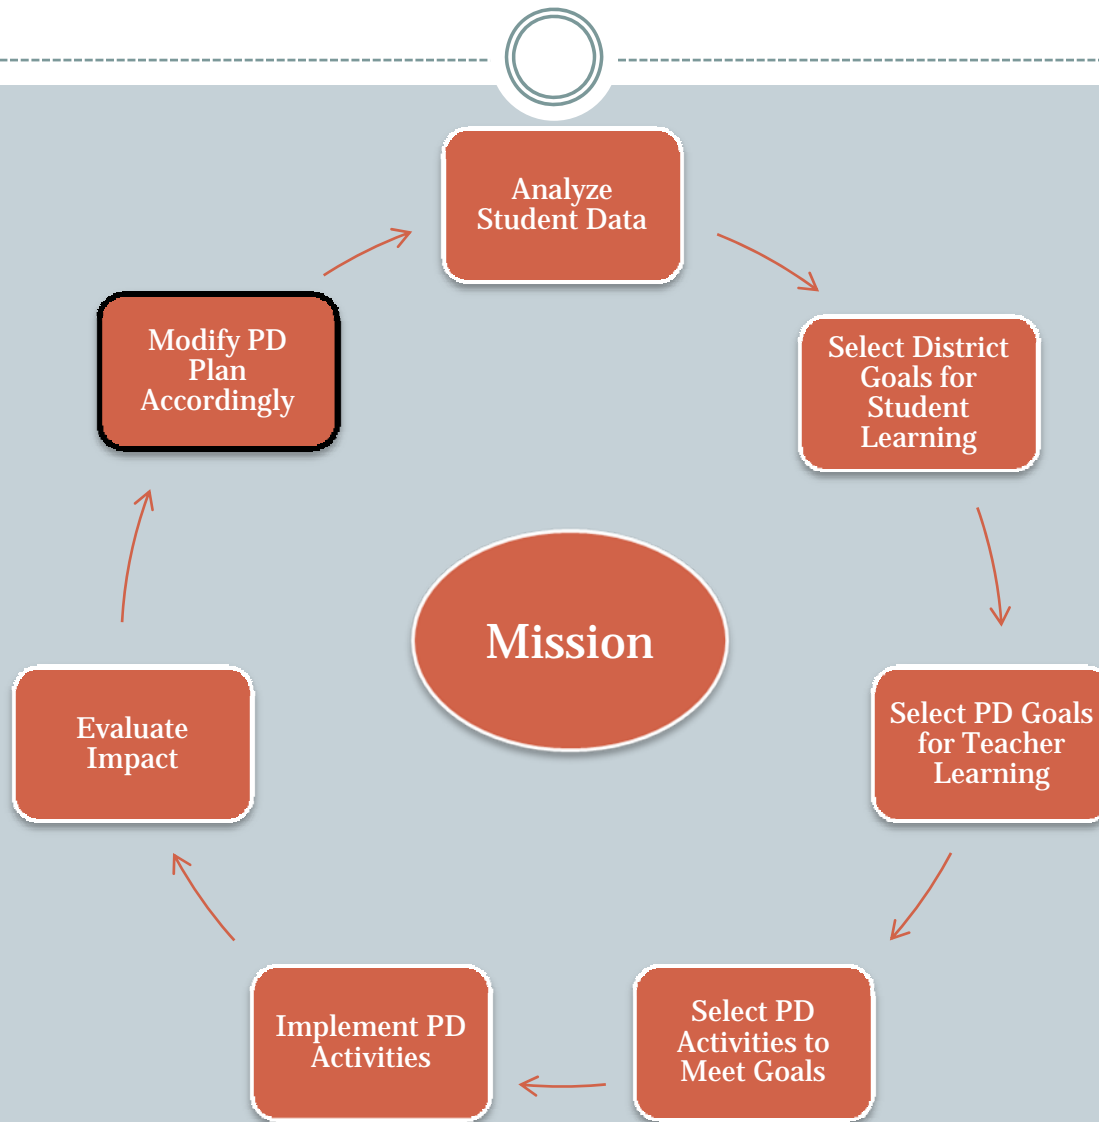 Analyze
Student Data
Select District
Goals for
Student
Learning
Select PD Goals
for Teacher
Learning
Select PD
Activities to
Meet Goals
Implement PD
Activities
Evaluate
Impact
Modify PD
Plan
Accordingly
Mission